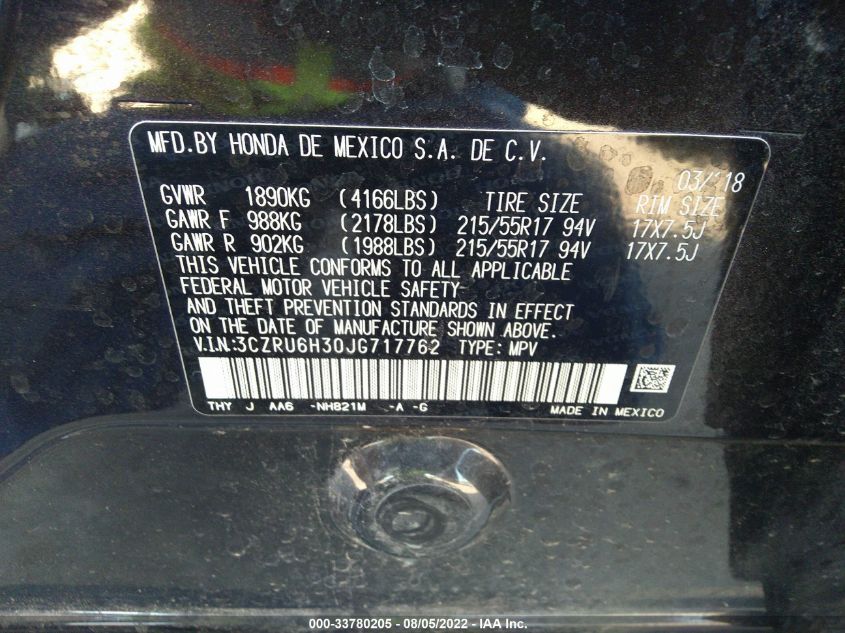 MFD.BY HONDA DE MEXICO S.A. DE C.V.
03/'18
GVWR 1890KG (4166LBS) TIRE SIZE RIM SIZE
GAWR F 988KG (2178LBS) 215/55R17 94V 17X7.5J
GAWR R 902KG (1988LBS) 215/55R17 94V 17X7.5J
THIS VEHICLE CONFORMS TO ALL APPLICABLE
FEDERAL MOTOR VEHICLE SAFETY
AND THEFT PREVENTION STANDARDS IN EFFECT
ON THE DATE OF MANUFACTURE SHOWN ABOVE.
V.I.N:3CZRU6H30JG717762 TYPE: MPV
THY J AA6 -NH821M -A -G MADE IN MEXICO
000-33780205 - 08/05/2022 - IAA Inc.